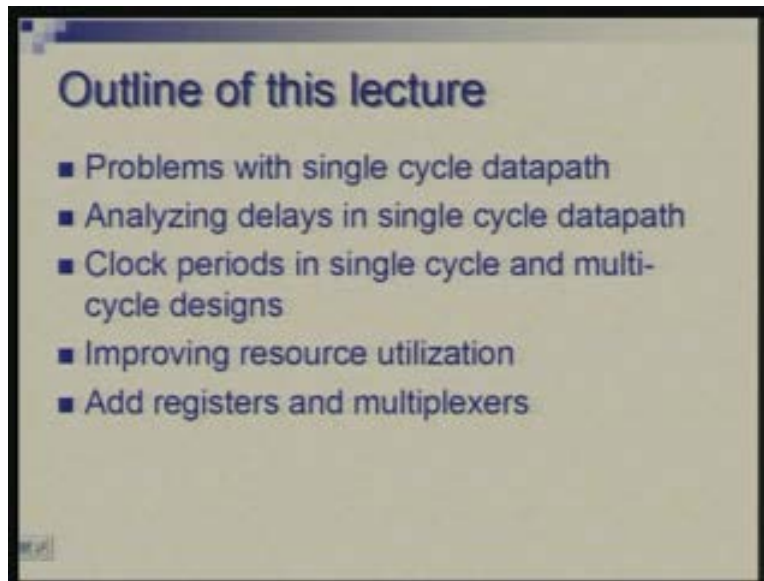 Outline of this lecture
Problems with single cycle datapath
Analyzing delays in single cycle datapath
Clock periods in single cycle and multi-
cycle designs
Improving resource utilization
Add registers and multiplexers